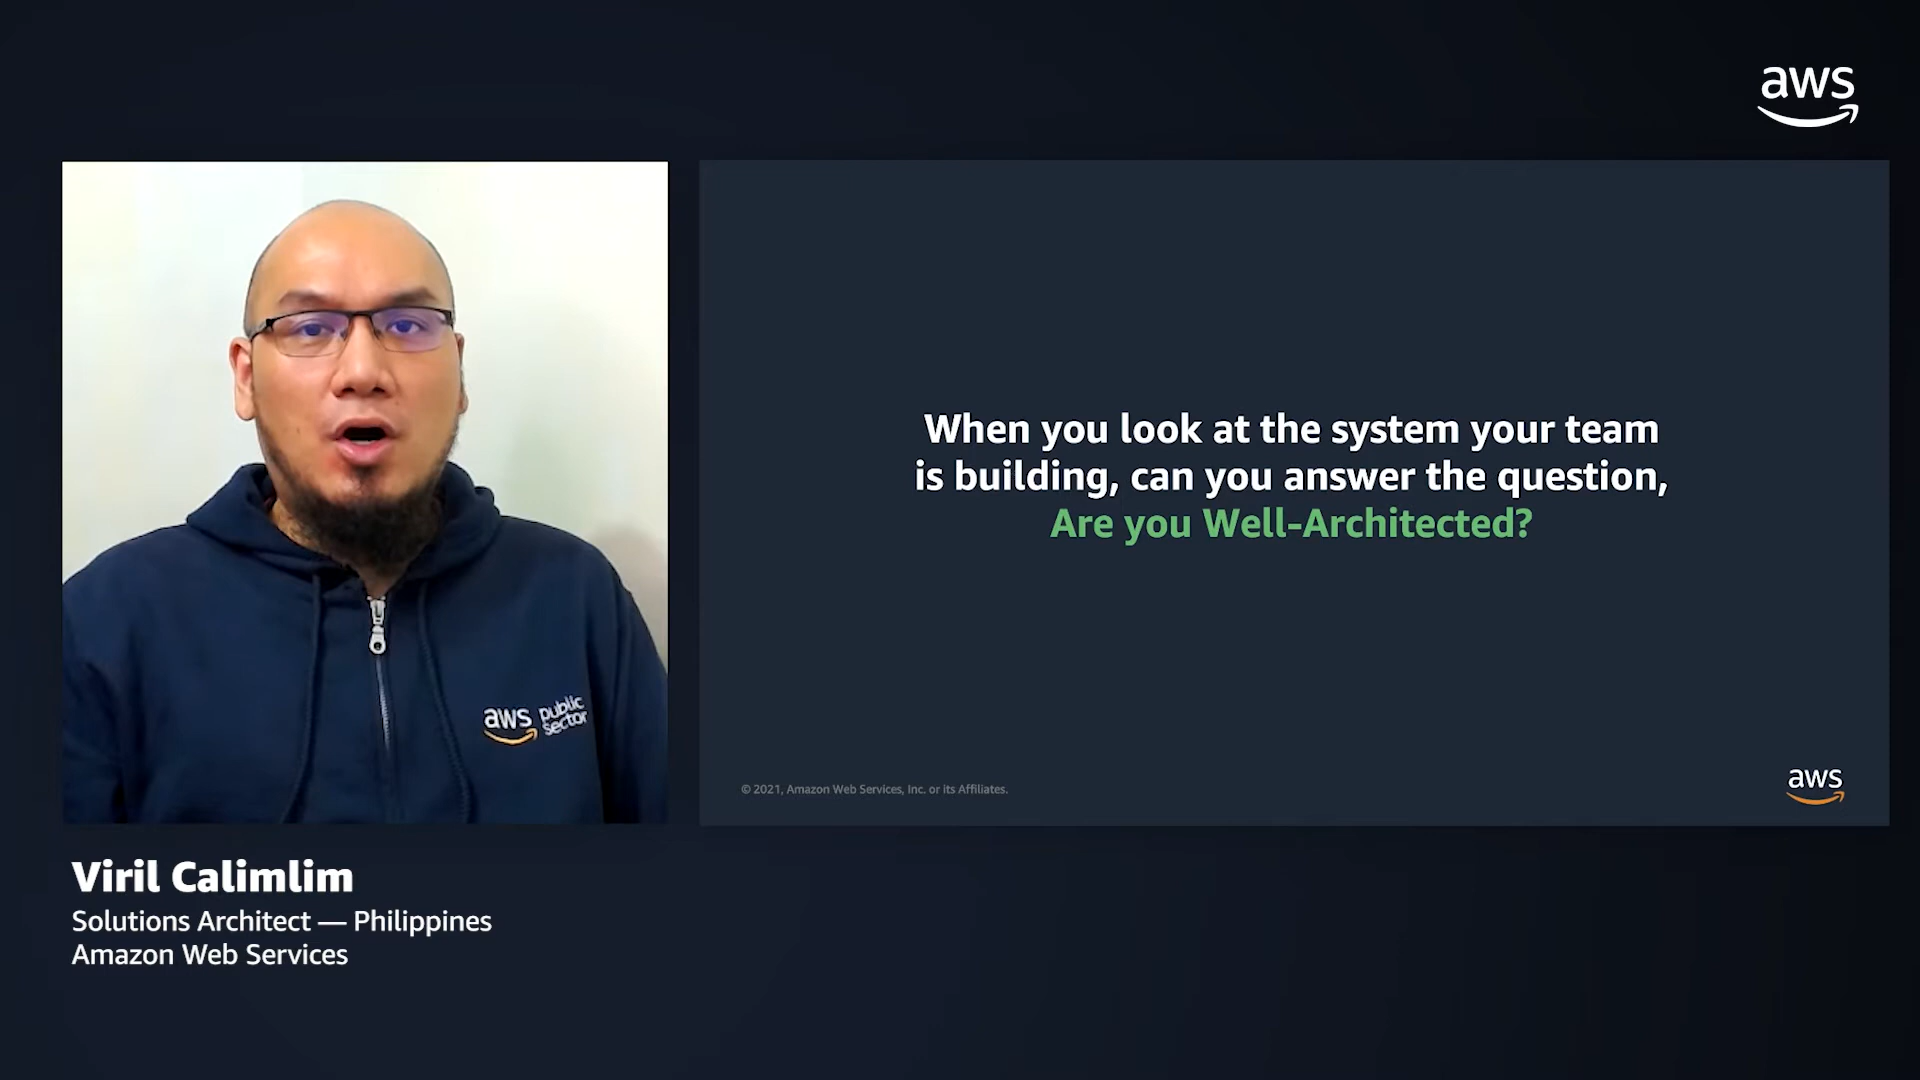 aws
When you look at the system your team
is building, can you answer the question,
Are you Well-Architected?
aws public
sector
© 2021, Amazon Web Services, Inc. or its Affiliates.
aws
Viril Calimlim
Solutions Architect — Philippines
Amazon Web Services